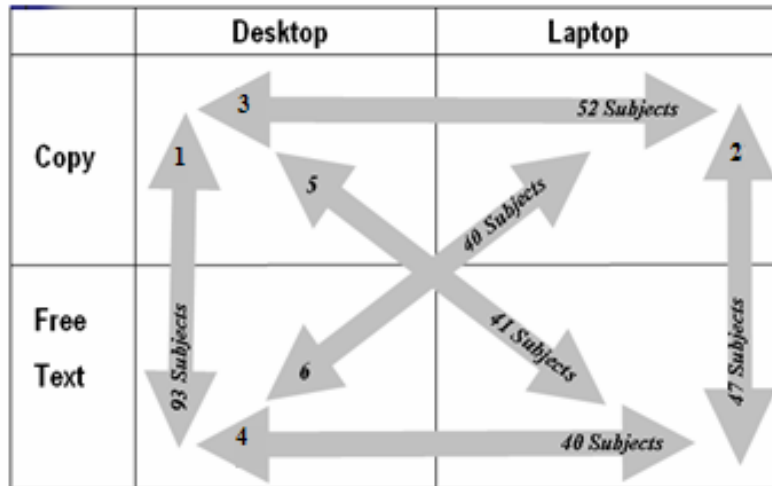 Desktop
Laptop
3
52 Subjects
Copy
1
2
5
40 Subjects
Free
Text
93 Subjects
6
41 Subjects
47 Subjects
4
40 Subjects